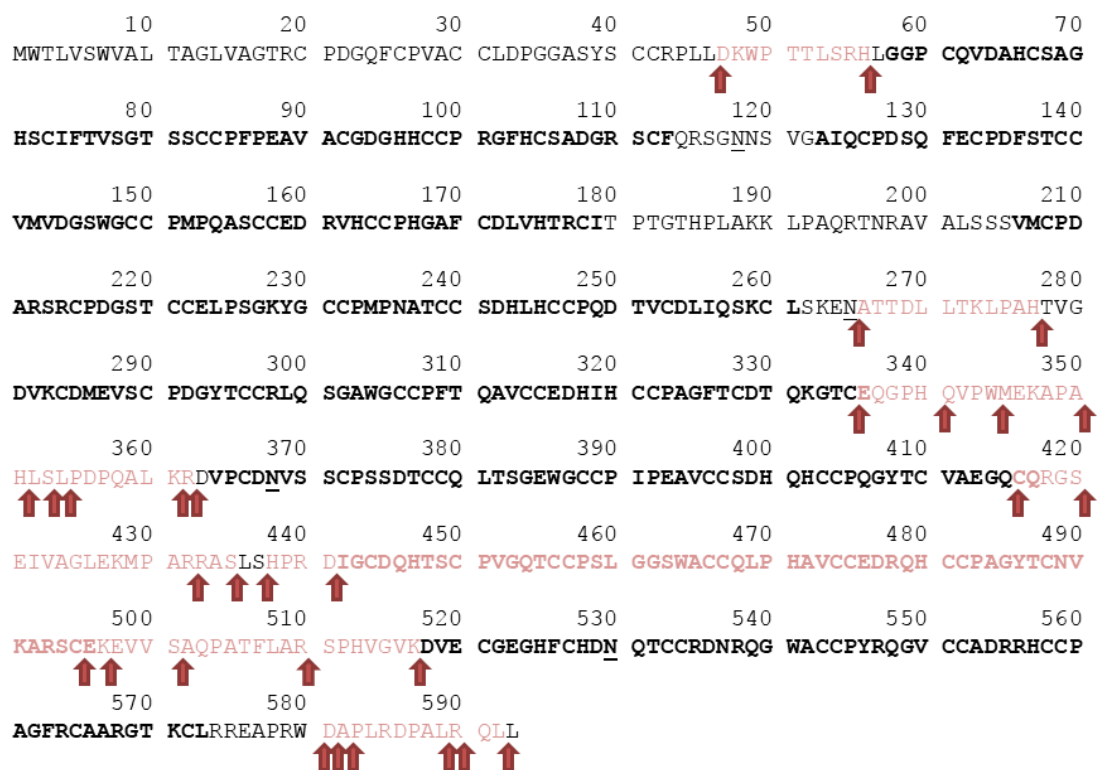 10 20 30 40 50 60 70
MWTLVSWVAL TAGLVAGTRC PDGQFCPVAC CLDPGGASYS CCRPLLDKWP TTLSRHLGGP CQVDAHCSAG
80 90 100 110 120 130 140
HSCIFTVSGT SSCCPFPEAV ACGDGHHCCP RGFHCSADGR SCFQRSGNNS VGAIQCPDSQ FECPDFSTCC
150 160 170 180 190 200 210
VMVDGSWGCC PMPQASCCED RVHCCPHGAF CDLVHTRCIT PTGTHPLAKK LPAQRTNRAV ALSSSVMCPD
220 230 240 250 260 270 280
ARSRCPDGST CCELPSGKYG CCPMPNATCC SDHLHCCPQD TVCDLIQSKC LSKENATTDL LTKLPAHTVG
290 300 310 320 330 340 350
DVKCDMEVSC PDGYTCCRLQ SGAWGCCPFT QAVCCEDHIH CCPAGFTCDT QKGTCEQGPH QVPWMEKAPA
360 370 380 390 400 410 420
HLSLPDPQAL KRDVPCDNVS SCPSSDTCCQ LTSGEWGCCP IPEAVCCSDH QHCCPQGYTC VAEGQCQRGS
430 440 450 460 470 480 490
EIVAGLEKMP ARRASLSHPR DIGCDQHTSC PVGQTCCPSL GGSWACCQLP HAVCCEDRQH CCPAGYTCNV
500 510 520 530 540 550 560
KARSCEKEVV SAQPATFLAR SPHVGVKDVE CGEGHFCHDN QTCCRDNRQG WACCPYRQGV CCADRRHCCP
570 580 590
AGFRCAARGT KCLRREAPRW DAPLRDPALR QLL